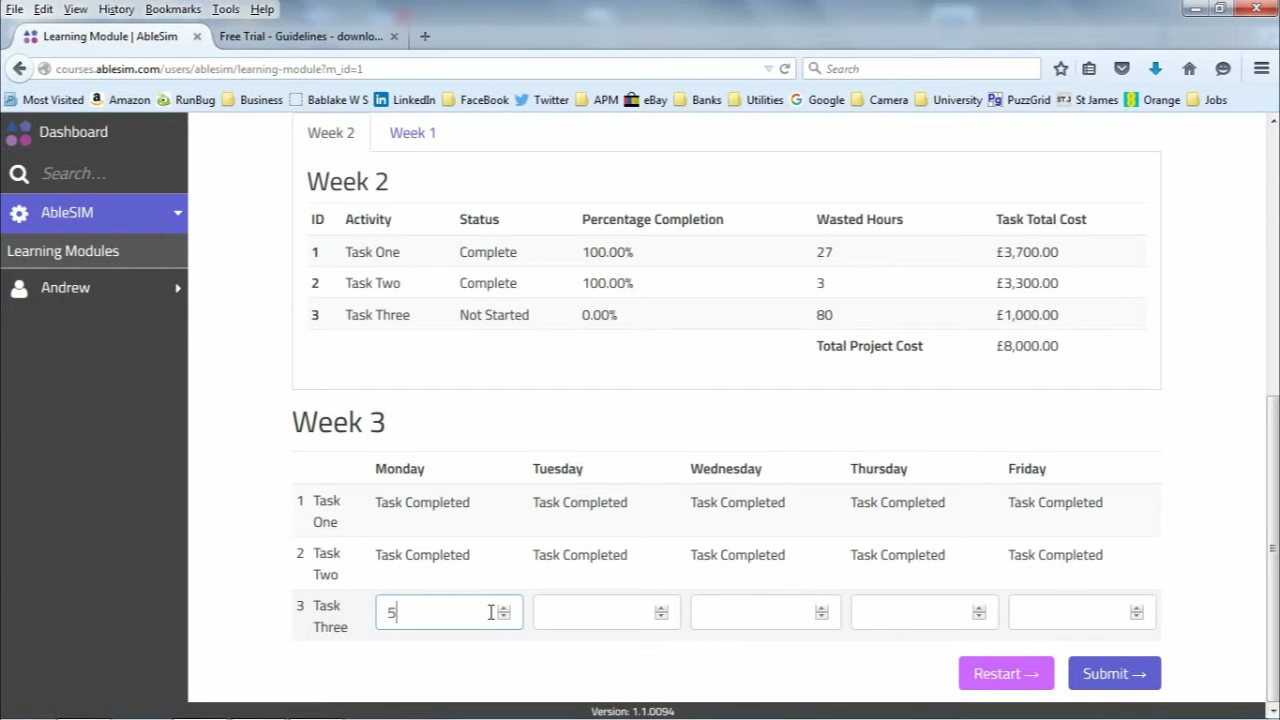 File Edit View History Bookmarks Tools Help
Learning Module | AbleSim × Free Trial - Guidelines - downlo... × +
courses.ablesim.com/users/ablesim/learning-module?m_id=1 Search
Most Visited Amazon RunBug Business Bablake W S LinkedIn FaceBook Twitter APM eBay Banks Utilities Google Camera University PuzzGrid St James Orange Jobs
Dashboard
Search...
AbleSIM
Learning Modules
Andrew
Week 2 Week 1
Week 2
ID Activity Status Percentage Completion Wasted Hours Task Total Cost
1 Task One Complete 100.00% 27 £3,700.00
2 Task Two Complete 100.00% 3 £3,300.00
3 Task Three Not Started 0.00% 80 £1,000.00
Total Project Cost £8,000.00
Week 3
Monday Tuesday Wednesday Thursday Friday
1 Task One Task Completed Task Completed Task Completed Task Completed Task Completed
2 Task Two Task Completed Task Completed Task Completed Task Completed Task Completed
3 Task Three 5
Restart → Submit →
Version: 1.1.0094